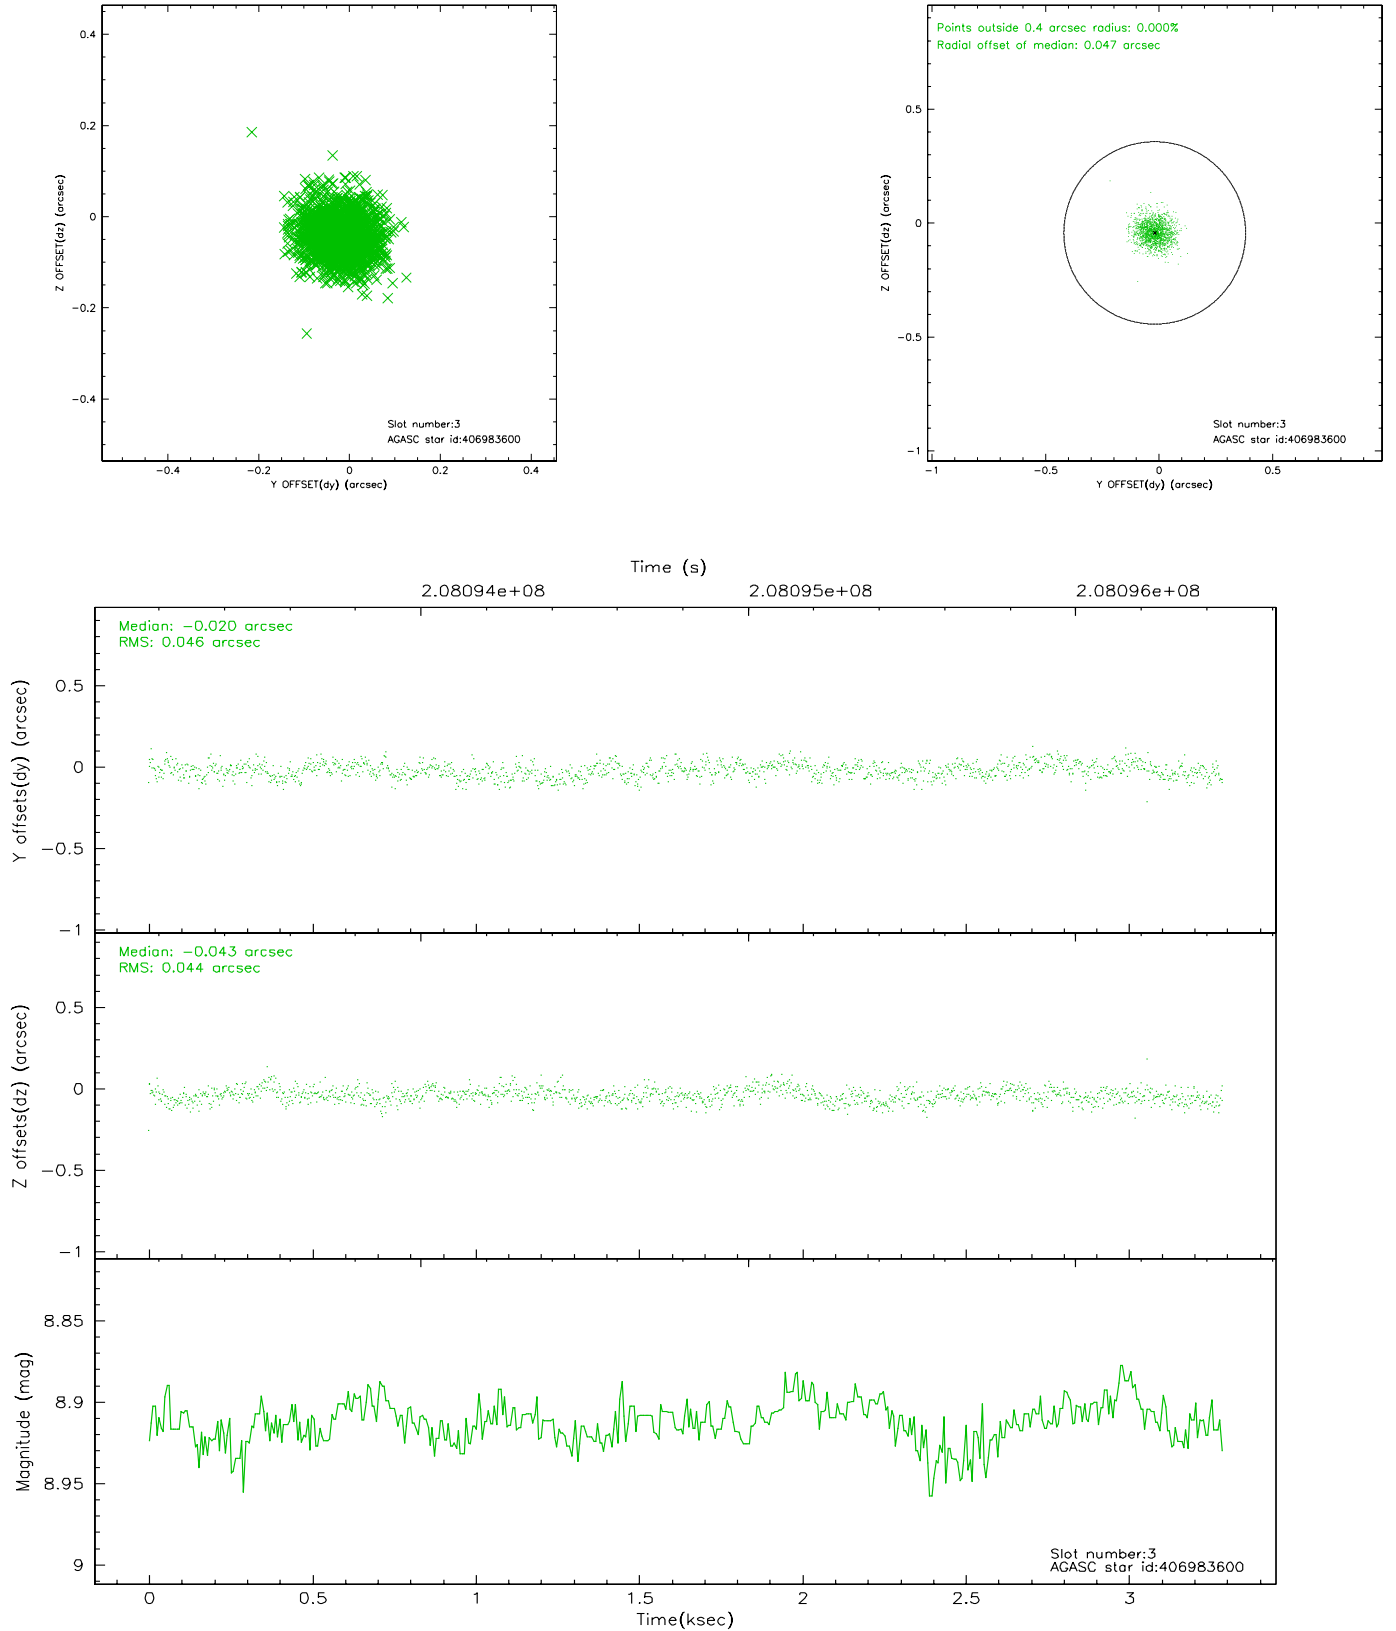 0.4
0.2
0
−0.2
−0.4
Z OFFSET(dz) (arcsec)
Slot number:3
AGASC star id:406983600
−0.4 −0.2 0 0.2 0.4
Y OFFSET(dy) (arcsec)
Points outside 0.4 arcsec radius: 0.000%
Radial offset of median: 0.047 arcsec
0.5
0
−0.5
−1
Z OFFSET(dz) (arcsec)
Slot number:3
AGASC star id:406983600
−1 −0.5 0 0.5
Y OFFSET(dy) (arcsec)
Time (s)
2.08094e+08 2.08095e+08 2.08096e+08
Median: −0.020 arcsec
RMS: 0.046 arcsec
0.5
0
−0.5
−1
Y offsets(dy) (arcsec)
Median: −0.043 arcsec
RMS: 0.044 arcsec
0.5
0
−0.5
−1
Z offsets(dz) (arcsec)
8.85
8.9
8.95
9
Magnitude (mag)
Slot number:3
AGASC star id:406983600
0 0.5 1 1.5 2 2.5 3
Time(ksec)